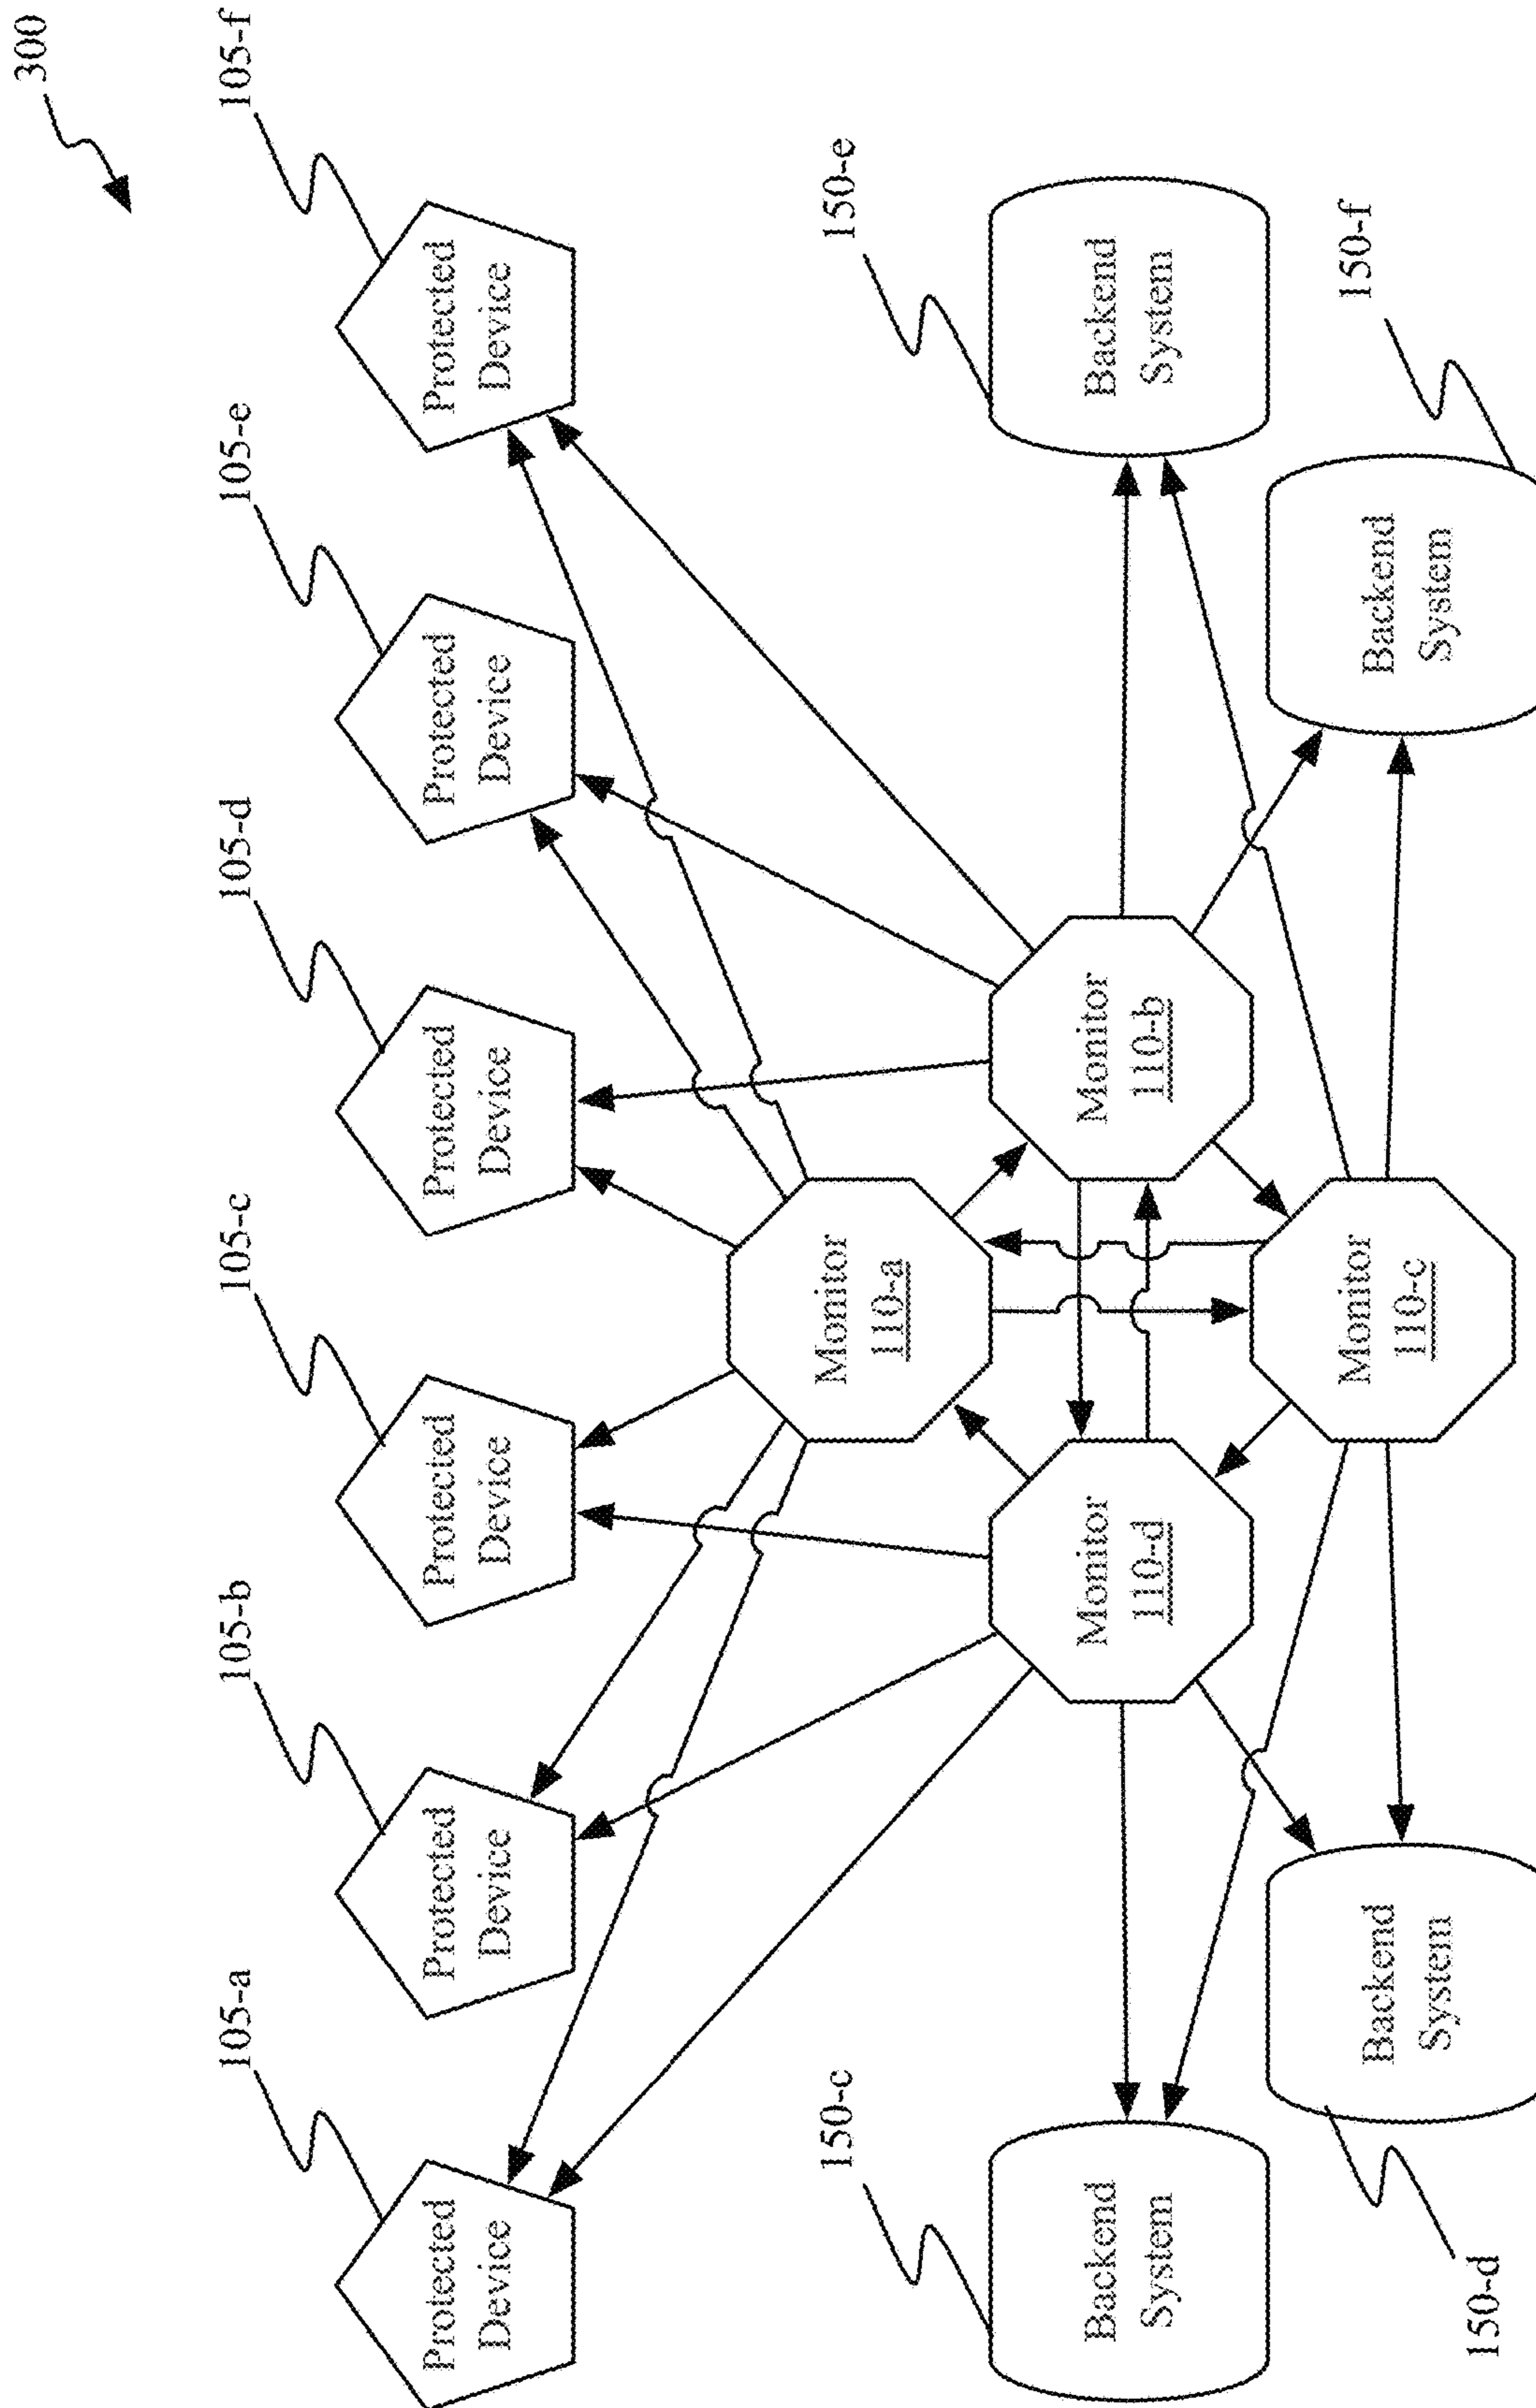 300
105-a
105-b
105-c
105-d
105-e
105-f
Protected
Device
Protected
Device
Protected
Device
Protected
Device
Protected
Device
Protected
Device
Monitor
110-a
150-c
150-e
Backend
System
Monitor
110-d
Monitor
110-b
Backend
System
150-f
150-d
Backend
System
Monitor
110-c
Backend
System